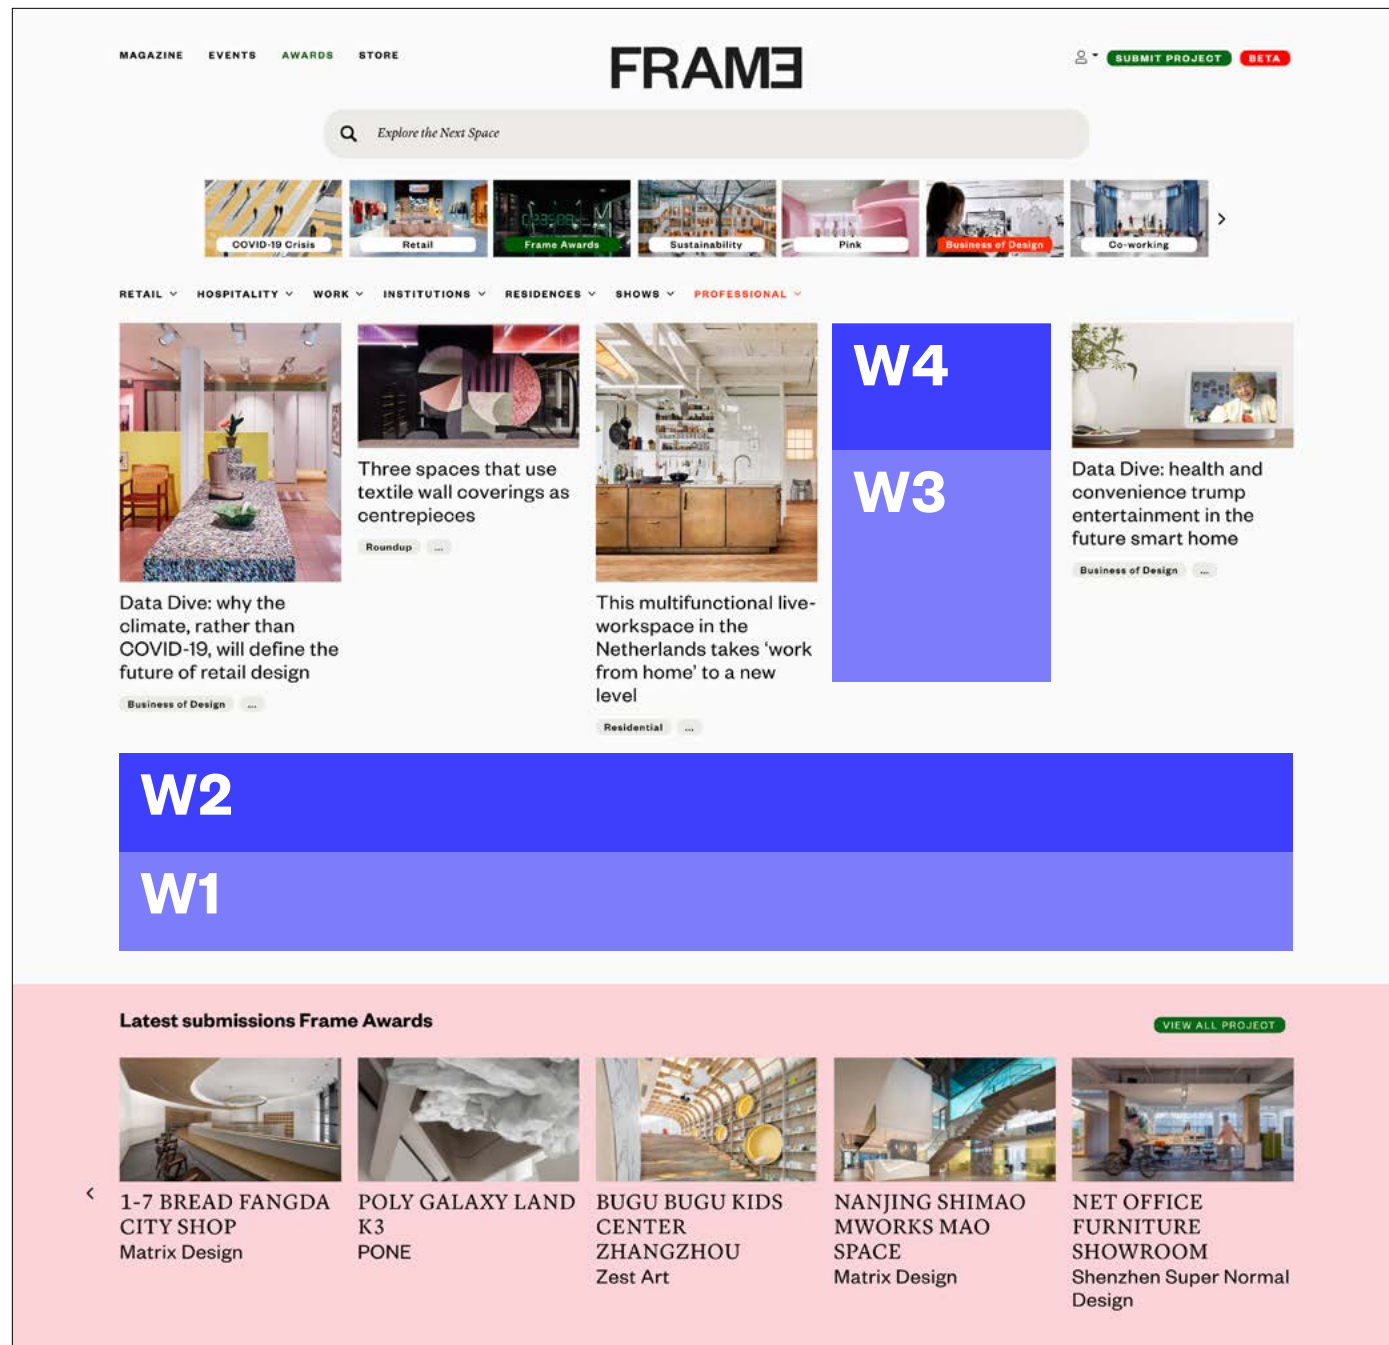 MAGAZINE EVENTS AWARDS STORE
FRAME
SUBMIT PROJECT BETA
Explore the Next Space
COVID-19 Crisis
Retail
Frame Awards
Sustainability
Pink
Business of Design
Co-working
RETAIL HOSPITALITY WORK INSTITUTIONS RESIDENCES SHOWS PROFESSIONAL
Data Dive: why the
climate, rather than
COVID-19, will define the
future of retail design
Business of Design ...
Three spaces that use
textile wall coverings as
centrepieces
Roundup ...
This multifunctional live-
workspace in the
Netherlands takes ‘work
from home’ to a new
level
Residential ...
W4
W3
Data Dive: health and
convenience trump
entertainment in the
future smart home
Business of Design ...
W2
W1
Latest submissions Frame Awards
VIEW ALL PROJECT
1-7 BREAD FANGDA
CITY SHOP
Matrix Design
POLY GALAXY LAND
K3
PONE
BUGU BUGU KIDS
CENTER
ZHANGZHOU
Zest Art
NANJING SHIMAO
MWORKS MAO
SPACE
Matrix Design
NET OFFICE
FURNITURE
SHOWROOM
Shenzhen Super Normal
Design